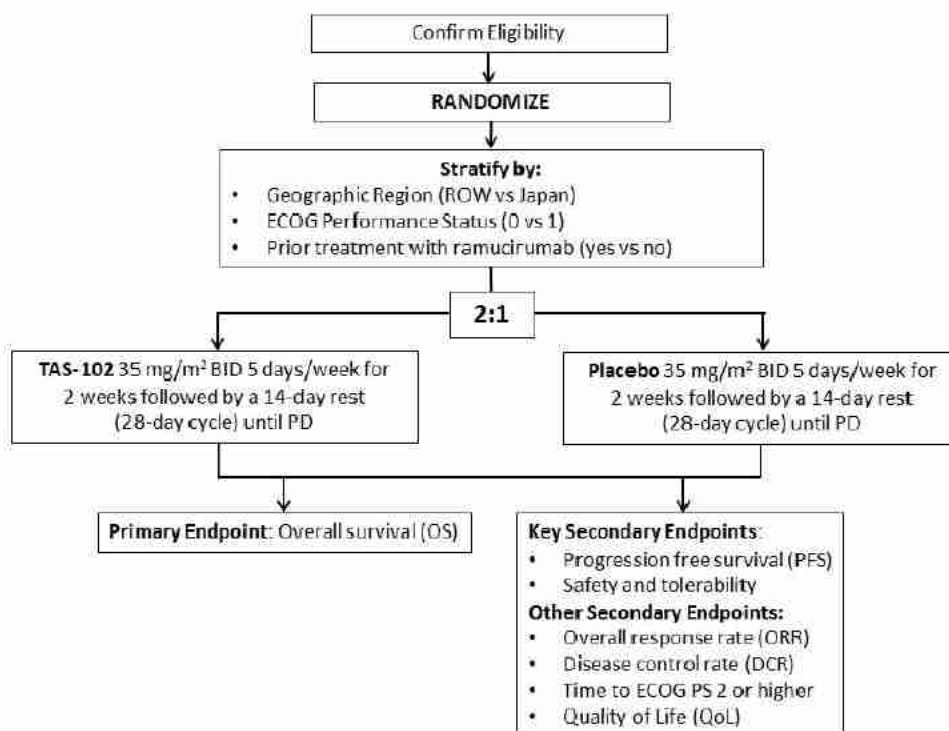 Confirm Eligibility
RANDOMIZE
Stratify by:
• Geographic Region (ROW vs Japan)
• ECOG Performance Status (0 vs 1)
• Prior treatment with ramucirumab (yes vs no)
2:1
TAS-102 35 mg/m² BID 5 days/week for
2 weeks followed by a 14-day rest
(28-day cycle) until PD
Placebo 35 mg/m² BID 5 days/week for
2 weeks followed by a 14-day rest
(28-day cycle) until PD
Primary Endpoint: Overall survival (OS)
Key Secondary Endpoints:
• Progression free survival (PFS)
• Safety and tolerability
Other Secondary Endpoints:
• Overall response rate (ORR)
• Disease control rate (DCR)
• Time to ECOG PS 2 or higher
• Quality of Life (QoL)